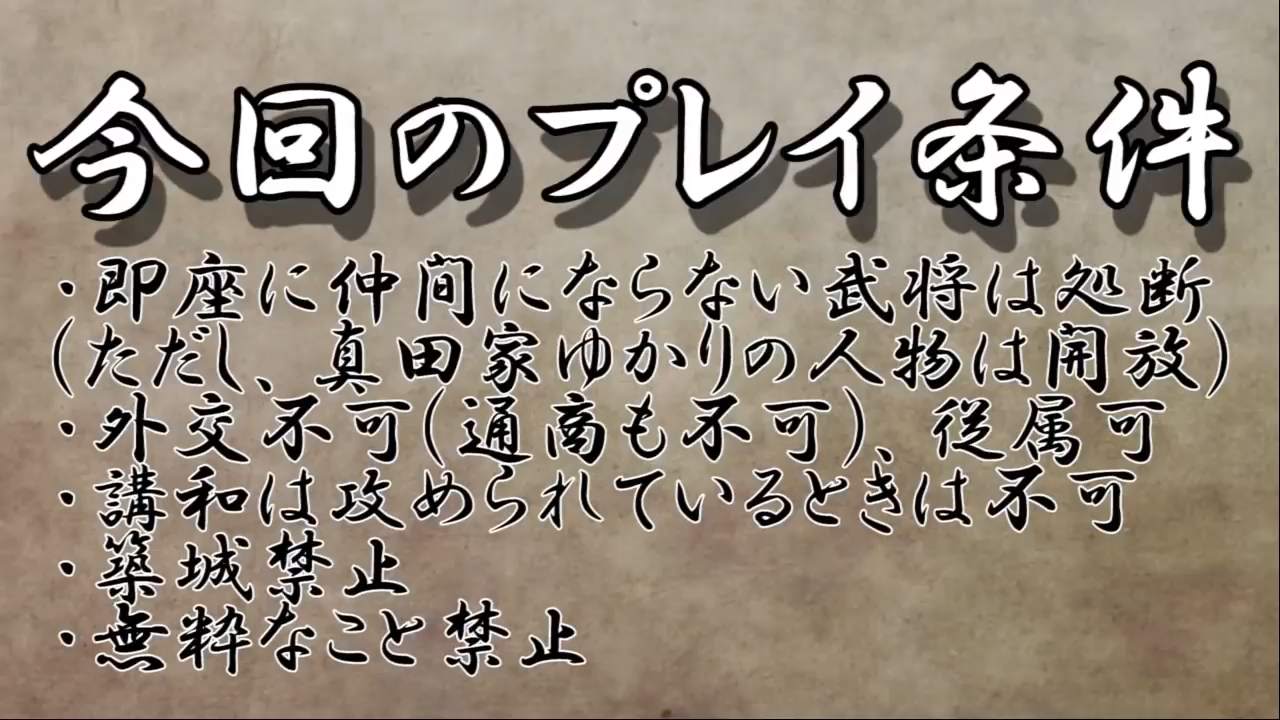 今回のプレイ条件
・即座に仲間にならない武将は処断
(ただし、真田家ゆかりの人物は開放)
・外交不可(通商も不可)、従属可
・講和は攻められているときは不可
・築城禁止
・無粋なこと禁止